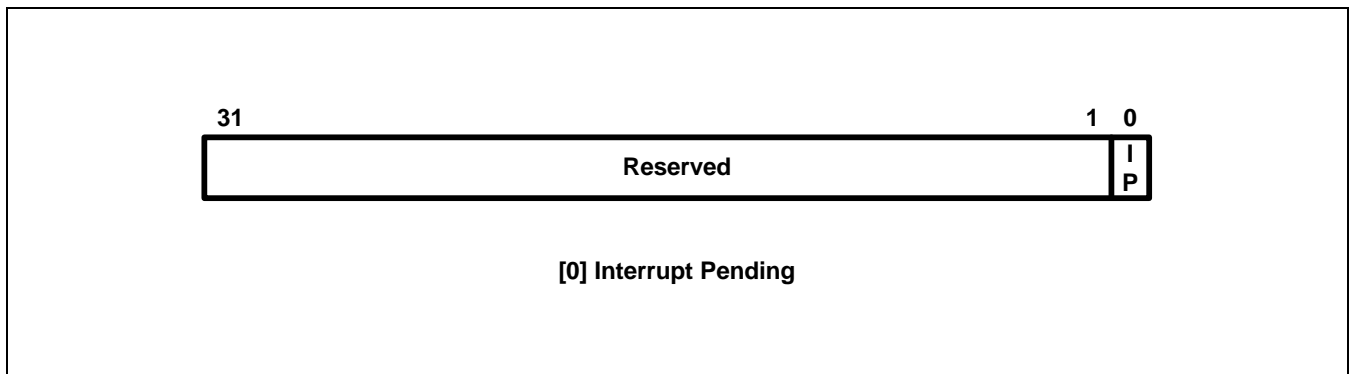 31 1 0
Reserved
I
P
[0] Interrupt Pending